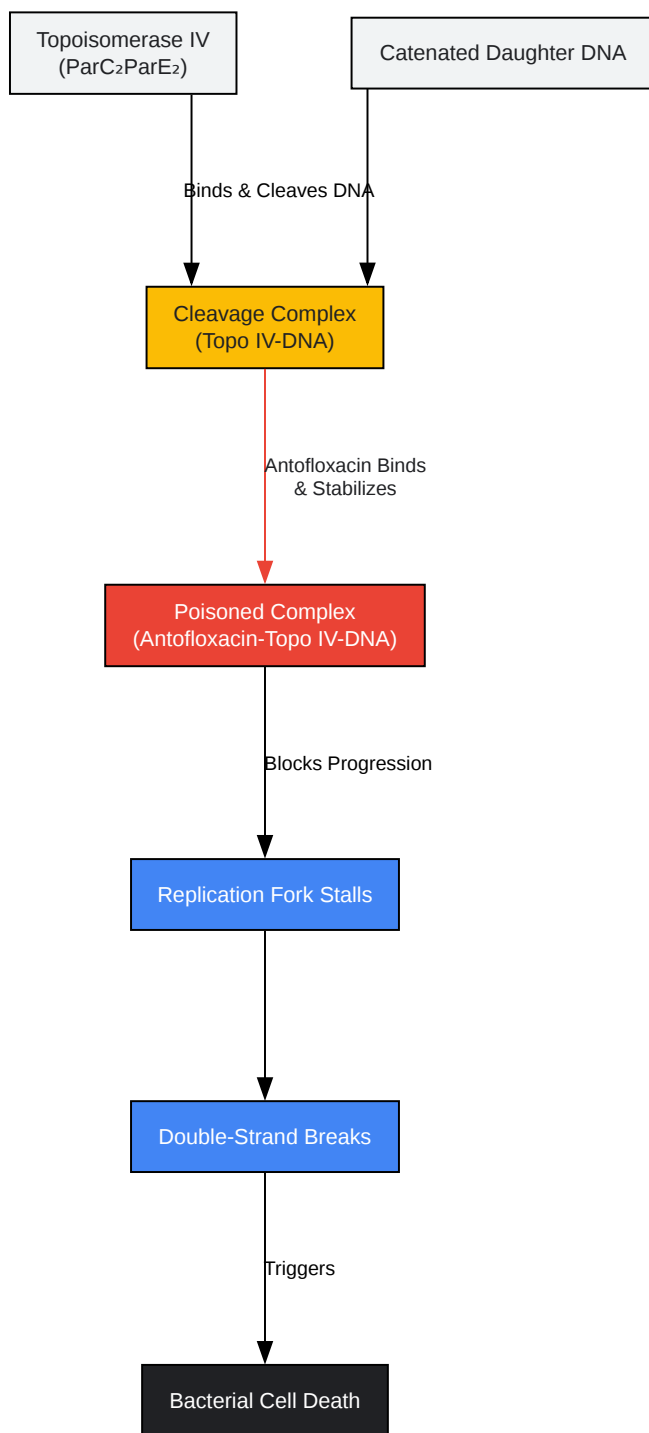 Topoisomerase IV
(ParC₂ParE₂)
Catenated Daughter DNA
Binds & Cleaves DNA
Cleavage Complex
(Topo IV-DNA)
Antofloxacin Binds
& Stabilizes
Poisoned Complex
(Antofloxacin-Topo IV-DNA)
Blocks Progression
Replication Fork Stalls
Double-Strand Breaks
Triggers
Bacterial Cell Death